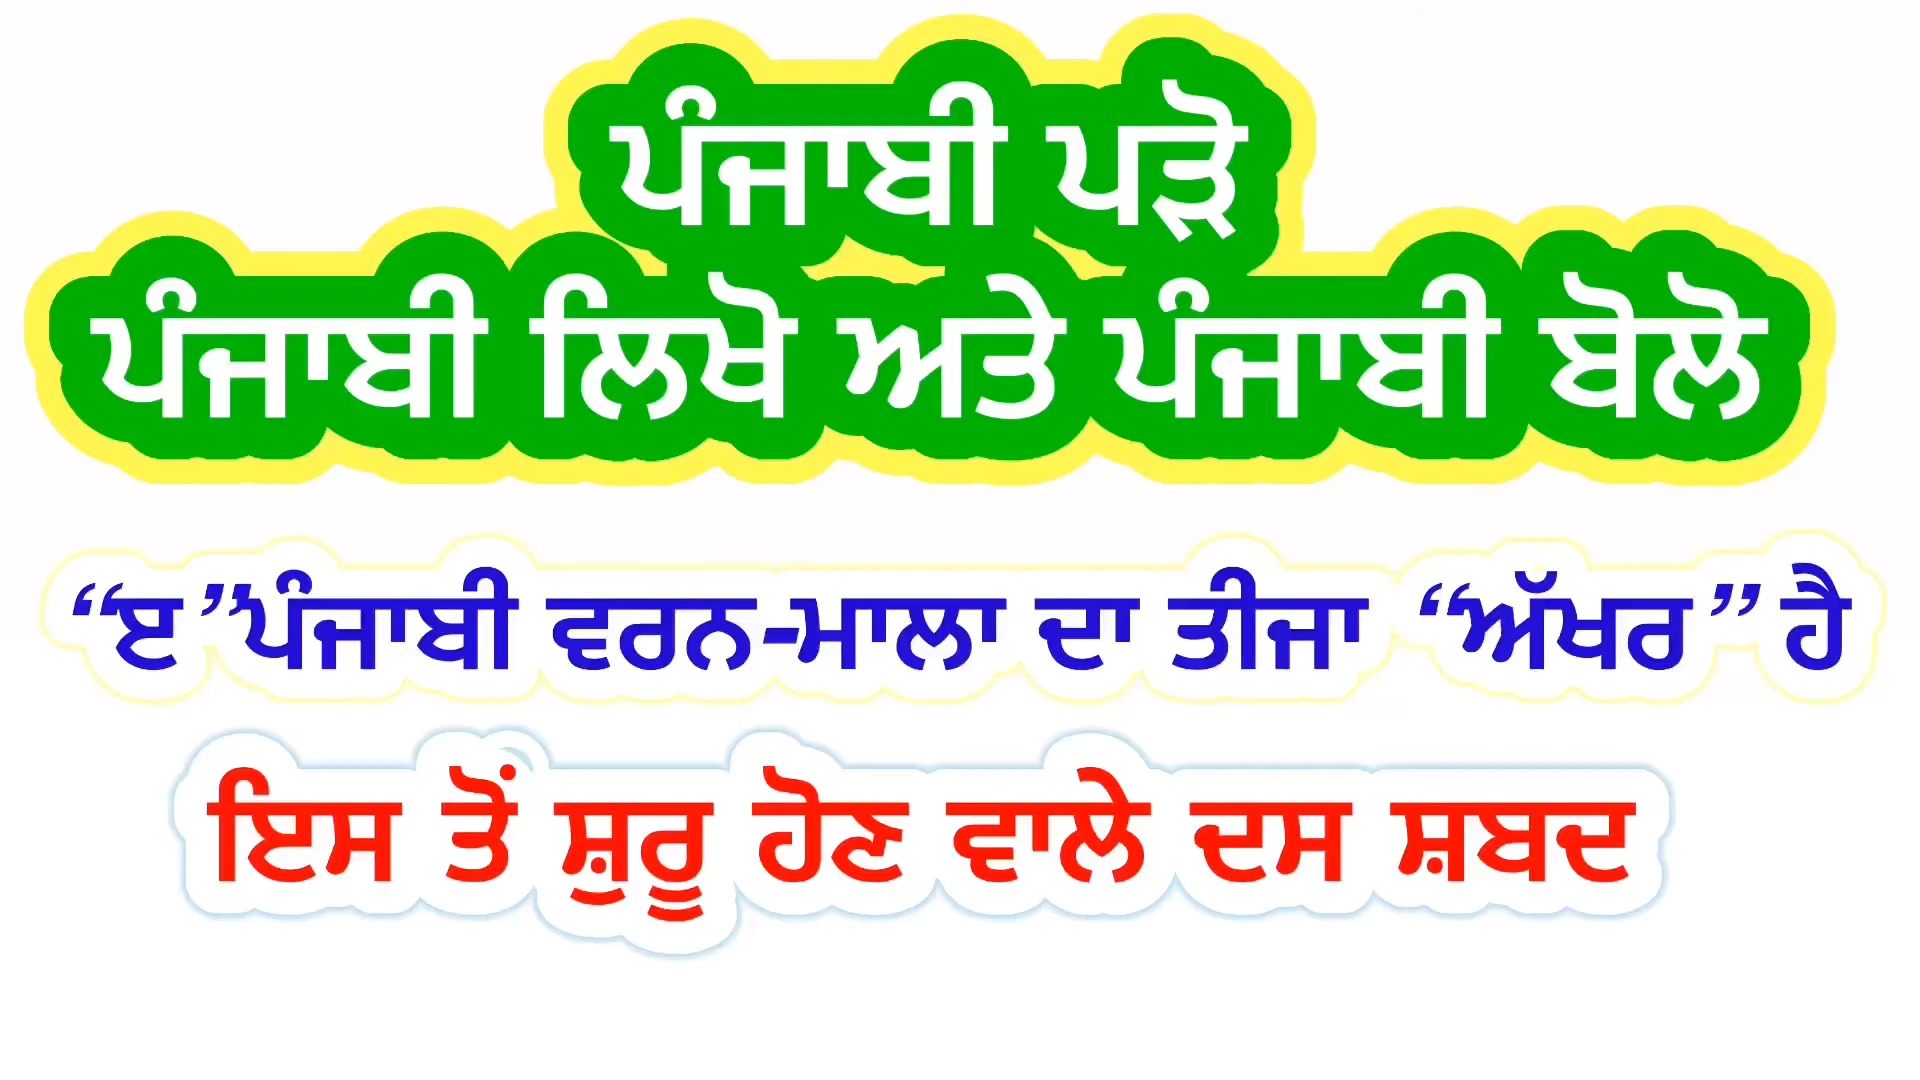 ਪੰਜਾਬੀ ਪੜੋ
ਪੰਜਾਬੀ ਲਿਖੋ ਅਤੇ ਪੰਜਾਬੀ ਬੋਲੋ
“ੲ”ਪੰਜਾਬੀ ਵਰਨ-ਮਾਲਾ ਦਾ ਤੀਜਾ “ਅੱਖਰ” ਹੈ
ਇਸ ਤੋਂ ਸ਼ੁਰੂ ਹੋਣ ਵਾਲੇ ਦਸ ਸ਼ਬਦ